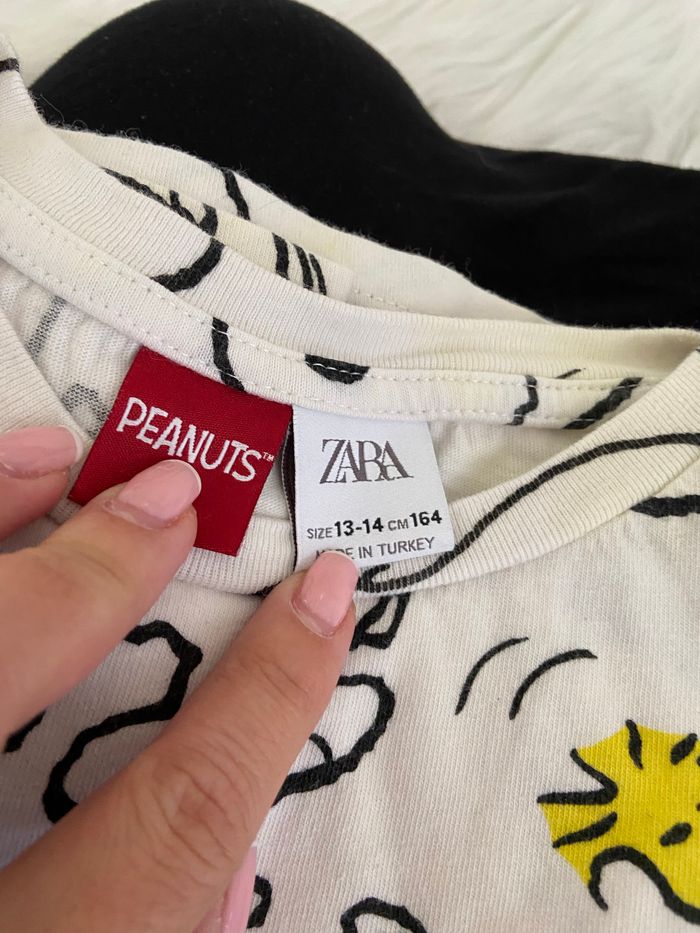 PEANUTS™
ZARA
SIZE 13-14 CM 164
MADE IN TURKEY